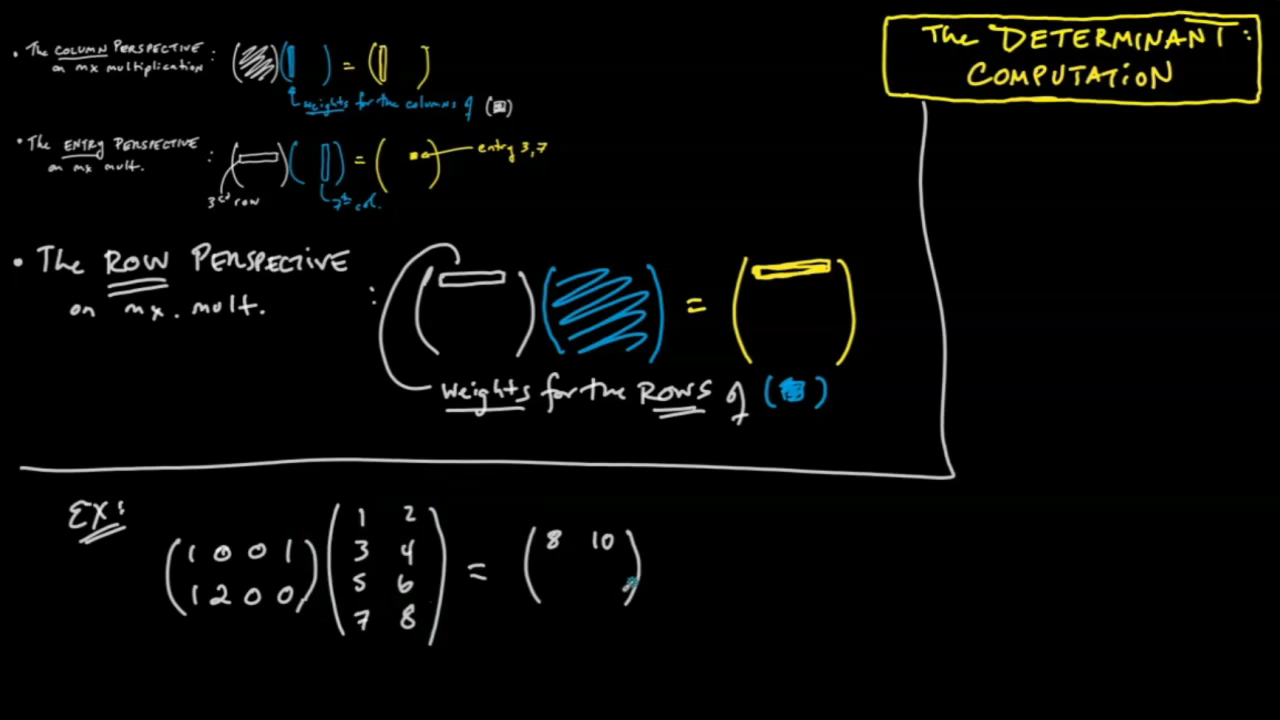 • The COLUMN PERSPECTIVE
on mx multiplication :
( )( ) = ( )
weights for the columns of ( )
• The ENTRY PERSPECTIVE
on mx mult. :
( )( ) = ( ) entry 3,7
3rd row
7th col.
• The ROW PERSPECTIVE
on mx. mult. :
( )( ) = ( )
weights for the ROWS of ( )
The DETERMINANT:
COMPUTATION
EX:
(1 0 0 1
1 2 0 0)
(1 2
3 4
5 6
7 8)
=
(8 10 )